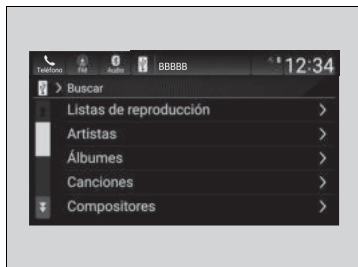 Teléfono FM Audio BBBBB 12:34
> Buscar
Listas de reproducción >
Artistas >
Álbumes >
Canciones >
Compositores >